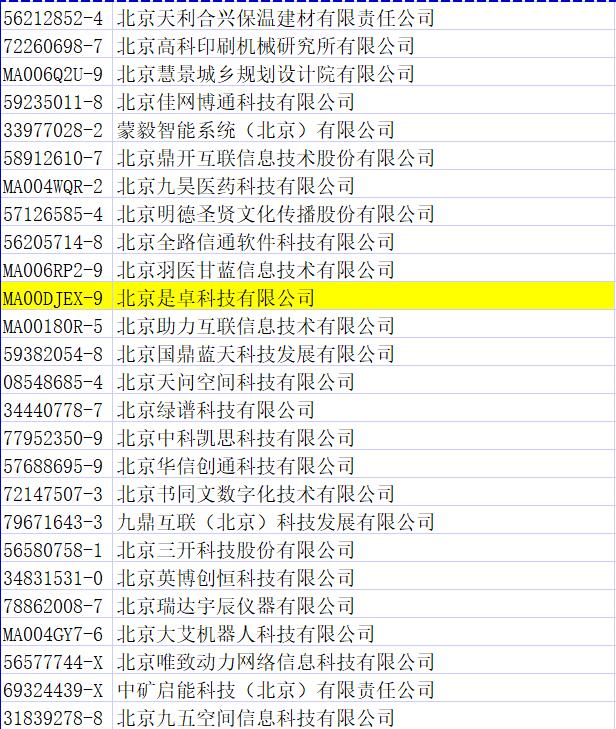 56212852-4 北京天利合兴保温建材有限责任公司
72260698-7 北京高科印刷机械研究所有限公司
MA006Q2U-9 北京慧景城乡规划设计院有限公司
59235011-8 北京佳网博通科技有限公司
33977028-2 蒙毅智能系统（北京）有限公司
58912610-7 北京鼎开互联信息技术股份有限公司
MA004WQR-2 北京九昊医药科技有限公司
57126585-4 北京明德圣贤文化传播股份有限公司
56205714-8 北京全路信通软件科技有限公司
MA006RP2-9 北京羽医甘蓝信息技术有限公司
MA00DJEX-9 北京是卓科技有限公司
MA00180R-5 北京助力互联信息技术有限公司
59382054-8 北京国鼎蓝天科技发展有限公司
08548685-4 北京天问空间科技有限公司
34440778-7 北京绿谱科技有限公司
77952350-9 北京中科凯思科技有限公司
57688695-9 北京华信创通科技有限公司
72147507-3 北京书同文数字化技术有限公司
79671643-3 九鼎互联（北京）科技发展有限公司
56580758-1 北京三开科技股份有限公司
34831531-0 北京英博创恒科技有限公司
78862008-7 北京瑞达宇辰仪器有限公司
MA004GY7-6 北京大艾机器人科技有限公司
56577744-X 北京唯致动力网络信息科技有限公司
69324439-X 中矿启能科技（北京）有限责任公司
31839278-8 北京九五空间信息科技有限公司